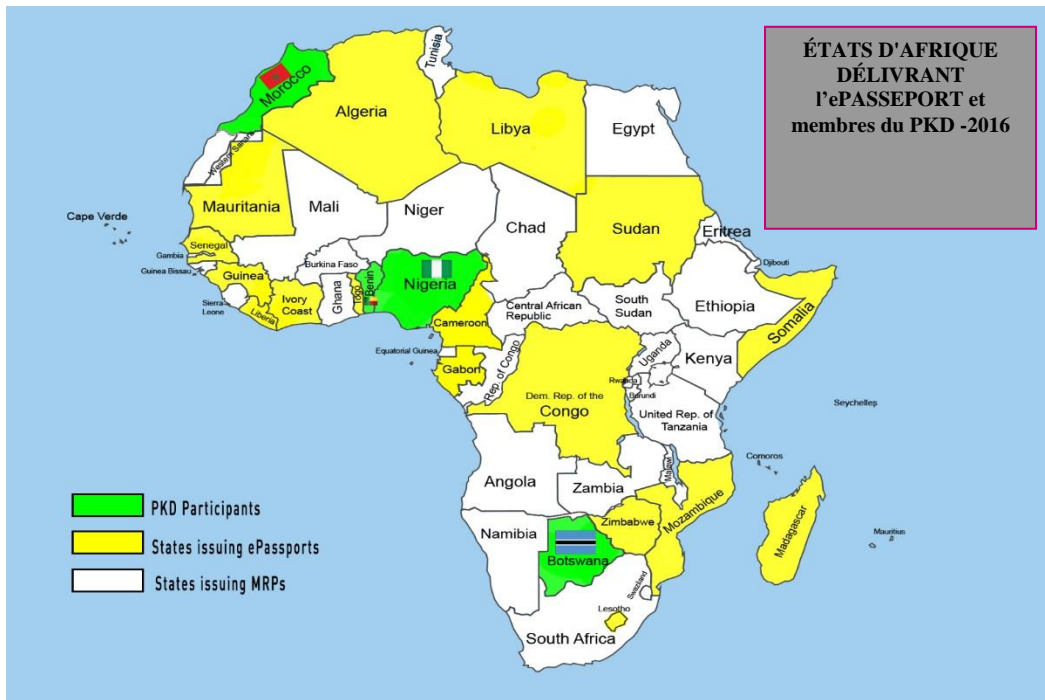 ÉTATS D'AFRIQUE
DÉLIVRANT
l'ePASSEPORT et
membres du PKD -2016
Tunisia
Morocco
Algeria
Libya
Egypt
Western Sahara
Mauritania
Mali
Niger
Chad
Sudan
Eritrea
Cape Verde
Senegal
Gambia
Guinea Bissau
Guinea
Sierra
Leone
Liberia
Ivory
Coast
Burkina Faso
Ghana
Togo
Benin
Nigeria
Djibouti
Cameroon
Central African
Republic
South
Sudan
Ethiopia
Somalia
Equatorial Guinea
Gabon
Rep. of Congo
Dem. Rep. of the
Congo
Uganda
Kenya
Rwanda
Burundi
United Rep. of
Tanzania
Seychelles
Comoros
Angola
Zambia
Malawi
Mozambique
Madagascar
Mauritius
Namibia
Zimbabwe
Botswana
Swaziland
Lesotho
South Africa
PKD Participants
States issuing ePassports
States issuing MRPs